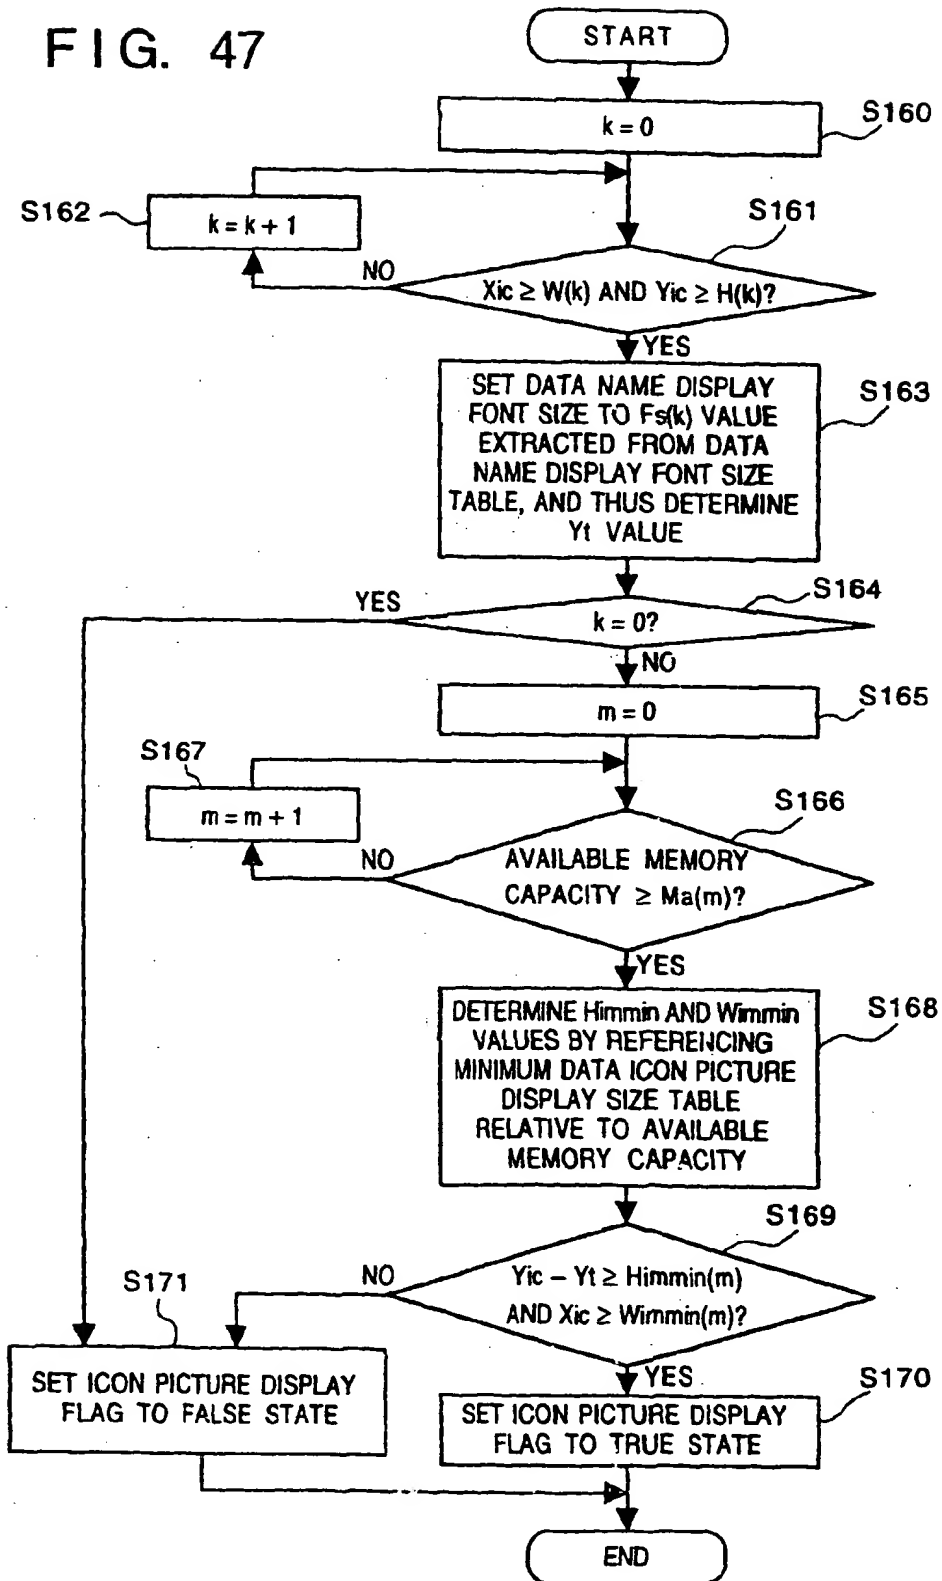 FIG. 47
START
k = 0
S160
S162
k = k + 1
S161
NO
Xic ≥ W(k) AND Yic ≥ H(k)?
YES
SET DATA NAME DISPLAY
FONT SIZE TO Fs(k) VALUE
EXTRACTED FROM DATA
NAME DISPLAY FONT SIZE
TABLE, AND THUS DETERMINE
Yt VALUE
S163
S164
YES
k = 0?
NO
m = 0
S165
S167
m = m + 1
S166
NO
AVAILABLE MEMORY
CAPACITY ≥ Ma(m)?
YES
DETERMINE Himmin AND Wimmin
VALUES BY REFERENCING
MINIMUM DATA ICON PICTURE
DISPLAY SIZE TABLE
RELATIVE TO AVAILABLE
MEMORY CAPACITY
S168
S169
NO
Yic – Yt ≥ Himmin(m)
AND Xic ≥ Wimmin(m)?
S171
YES
SET ICON PICTURE DISPLAY
FLAG TO FALSE STATE
S170
SET ICON PICTURE DISPLAY
FLAG TO TRUE STATE
END